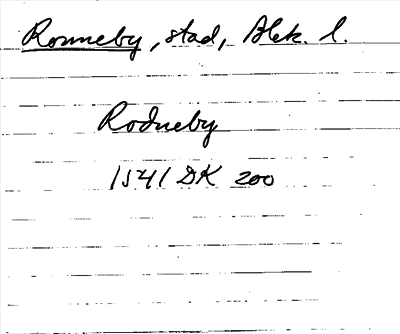 Ronneby, stad, Blek. l.
Rodneby
1541 DK 200